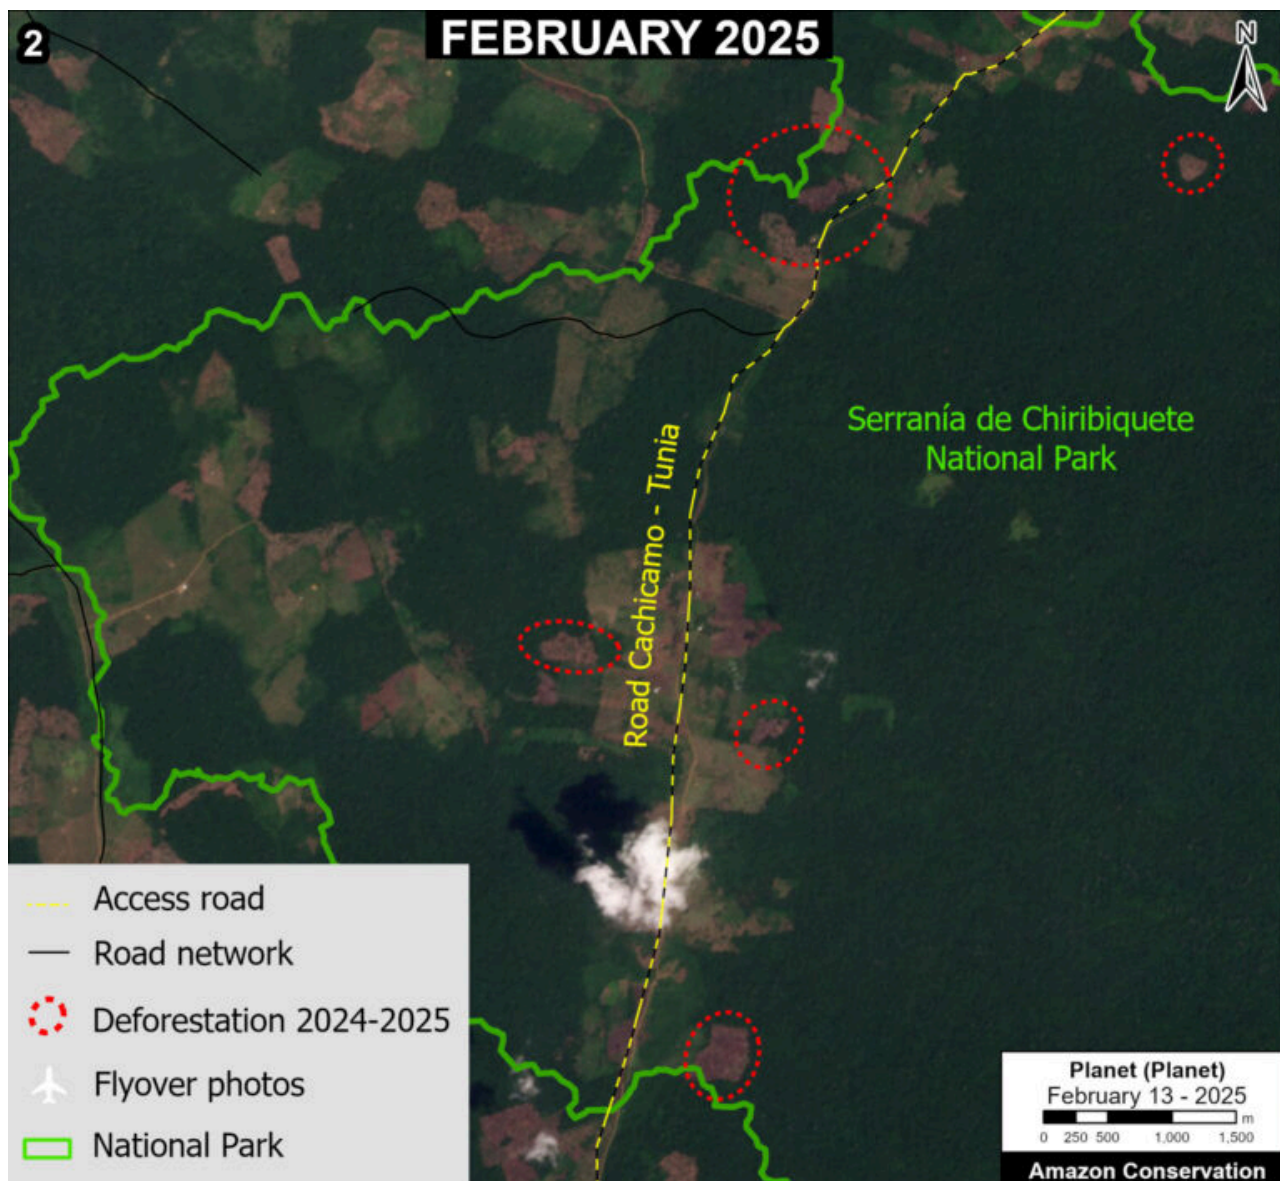 2
FEBRUARY 2025
N
Serranía de Chiribiquete
National Park
Road Cachicamo - Tunia
Access road
Road network
Deforestation 2024-2025
Flyover photos
National Park
Planet (Planet)
February 13 - 2025
m
0 250 500 1,000 1,500
Amazon Conservation